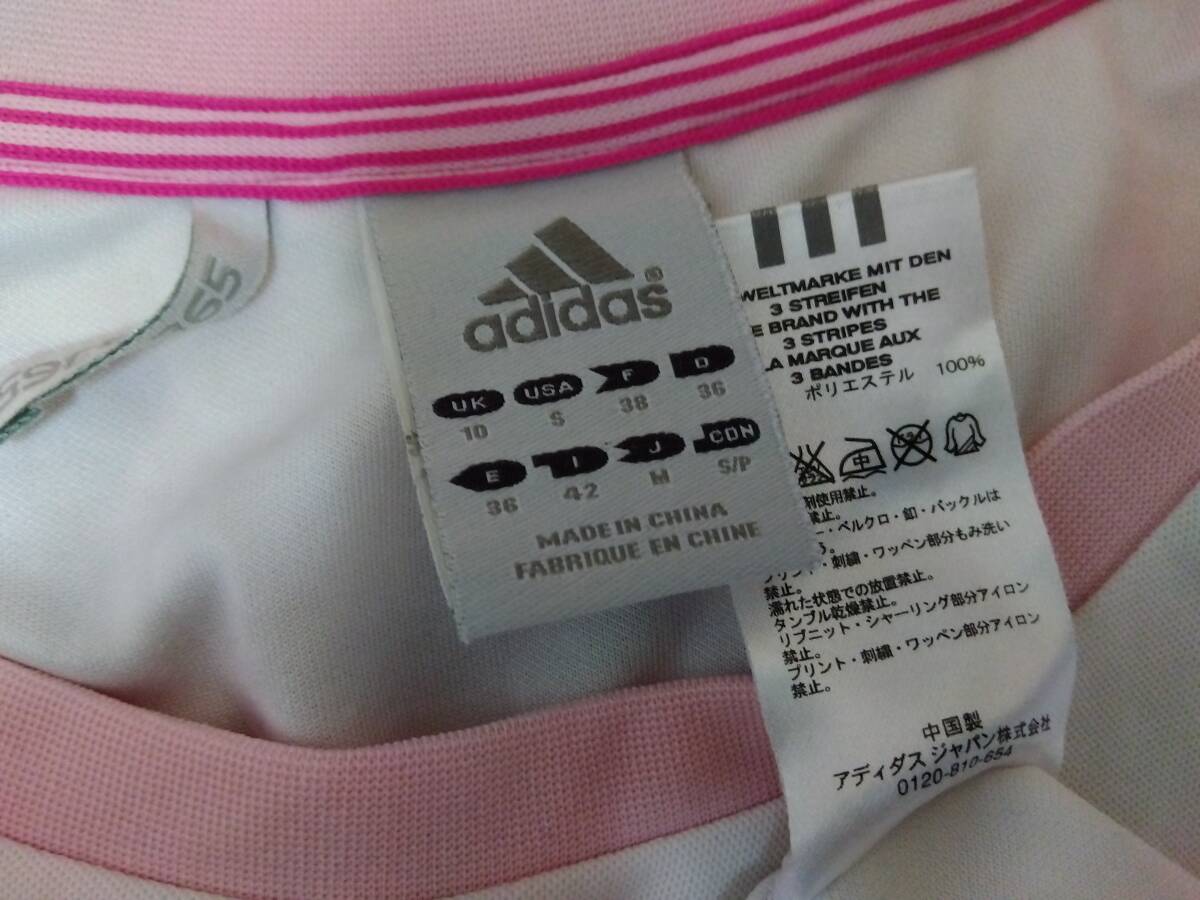 adidas®
UK USA F D
10 S 38 36
E I J CDN
36 42 M S/P
MADE IN CHINA
FABRIQUE EN CHINE
WELTMARKE MIT DEN
3 STREIFEN
BRAND WITH THE
3 STRIPES
LA MARQUE AUX
3 BANDES
ポリエステル 100%
中
剤使用禁止。
禁止。
ー・ベルクロ・釦・バックルは
る。
プリント・刺繍・ワッペン部分もみ洗い
禁止。
濡れた状態での放置禁止。
タンブル乾燥禁止。
リブニット・シャーリング部分アイロン
禁止。
プリント・刺繍・ワッペン部分アイロン
禁止。
中国製
アディダス ジャパン株式会社
0120-810-654